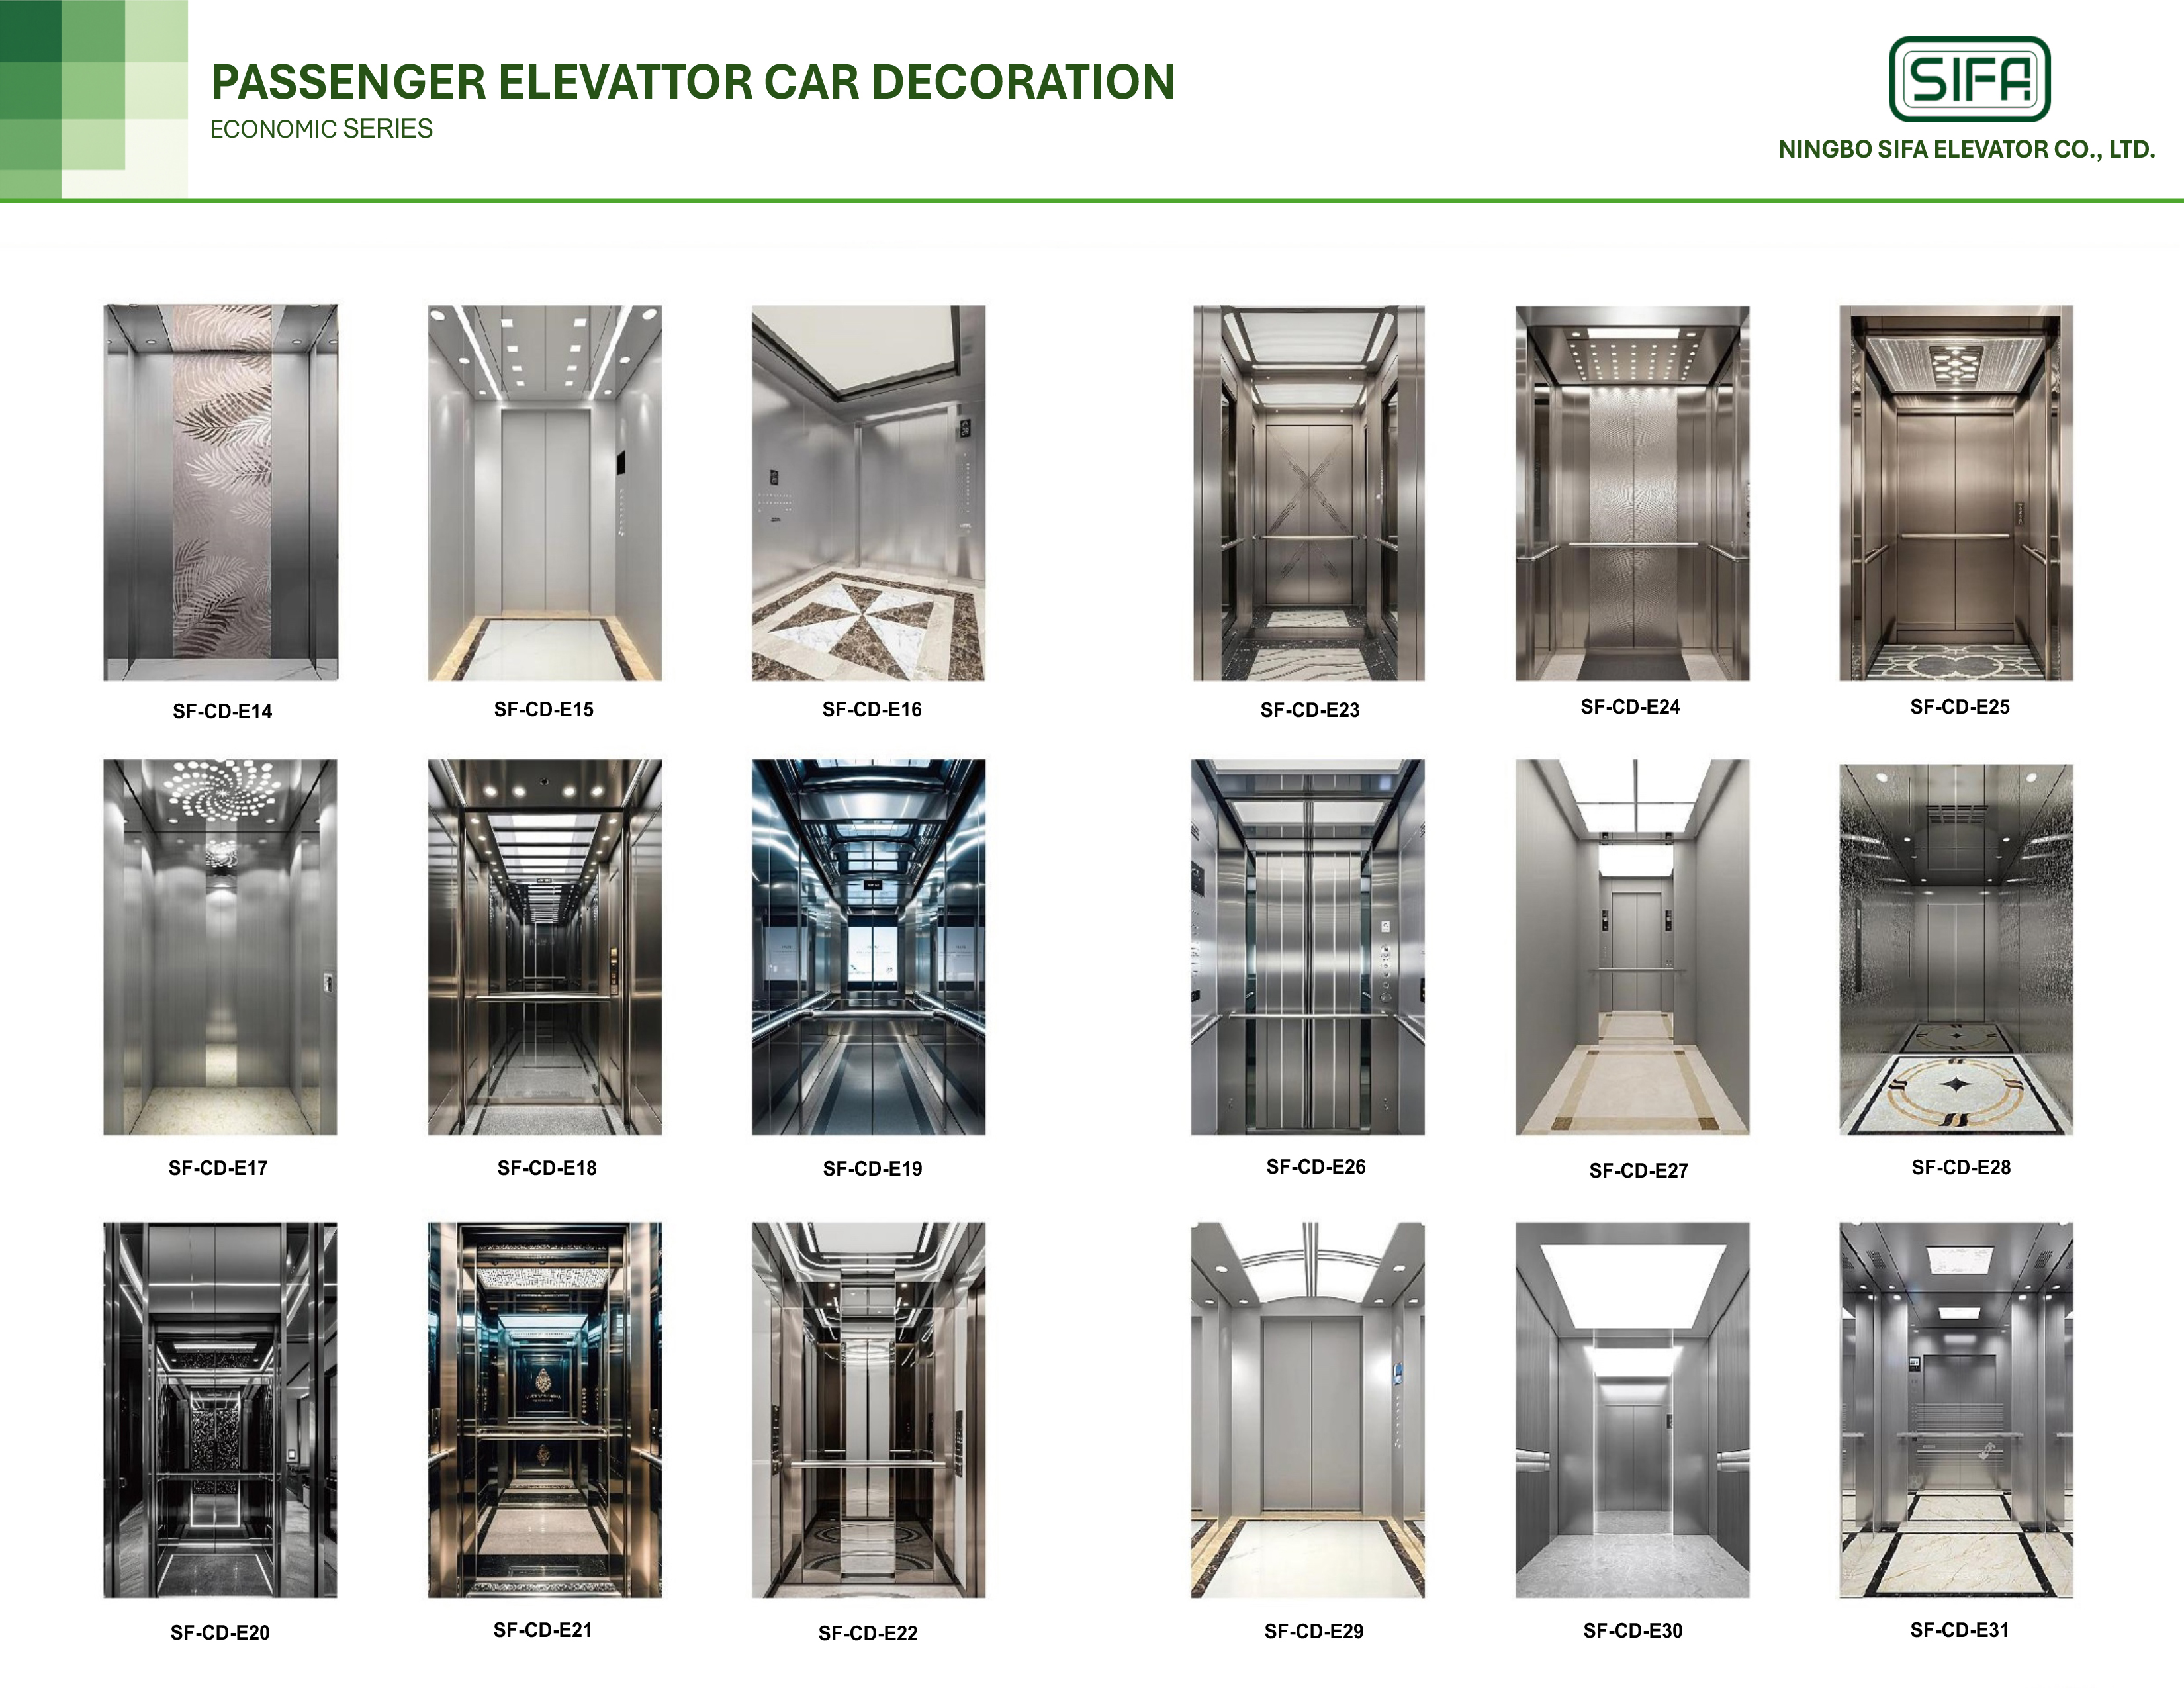 PASSENGER ELEVATTOR CAR DECORATION
ECONOMIC SERIES
SIFA
NINGBO SIFA ELEVATOR CO., LTD.
SF-CD-E14
SF-CD-E15
SF-CD-E16
SF-CD-E23
SF-CD-E24
SF-CD-E25
SF-CD-E17
SF-CD-E18
SF-CD-E19
SF-CD-E26
SF-CD-E27
SF-CD-E28
SF-CD-E20
SF-CD-E21
SF-CD-E22
SF-CD-E29
SF-CD-E30
SF-CD-E31